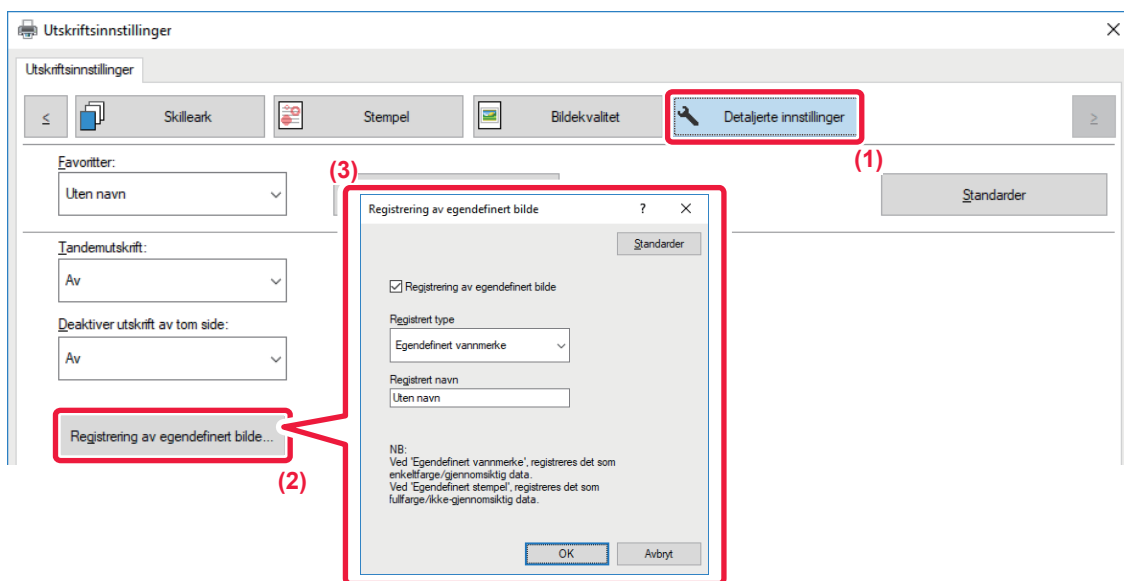 Utskriftsinnstillinger
Utskriftsinnstillinger
< Skilleark Stempel Bildekvalitet Detaljerte innstillinger >
(1)
Favoritter:
Uten navn
Standarder
Tandemutskrift:
Av
Deaktiver utskrift av tom side:
Av
Registrering av egendefinert bilde...
(2)
(3)
Registrering av egendefinert bilde ?
Standarder
Registrering av egendefinert bilde
Registrert type
Egendefinert vannmerke
Registrert navn
Uten navn
NB:
Ved 'Egendefinert vannmerke', registreres det som
enkeltfarge/gjennomsiktig data.
Ved 'Egendefinert stempel', registreres det som
fullfarge/ikke-gjennomsiktig data.
OK Avbryt